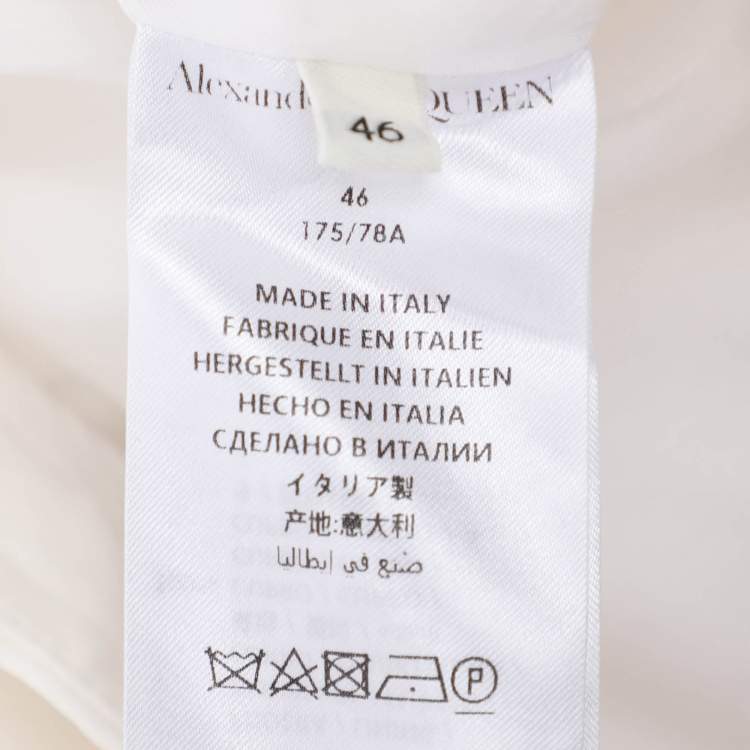 Alexand QUEEN
46
46
175/78A
MADE IN ITALY
FABRIQUE EN ITALIE
HERGESTELLT IN ITALIEN
HECHO EN ITALIA
СДЕЛАНО В ИТАЛИИ
イタリア製
产地:意大利
صنع في إيطاليا
P